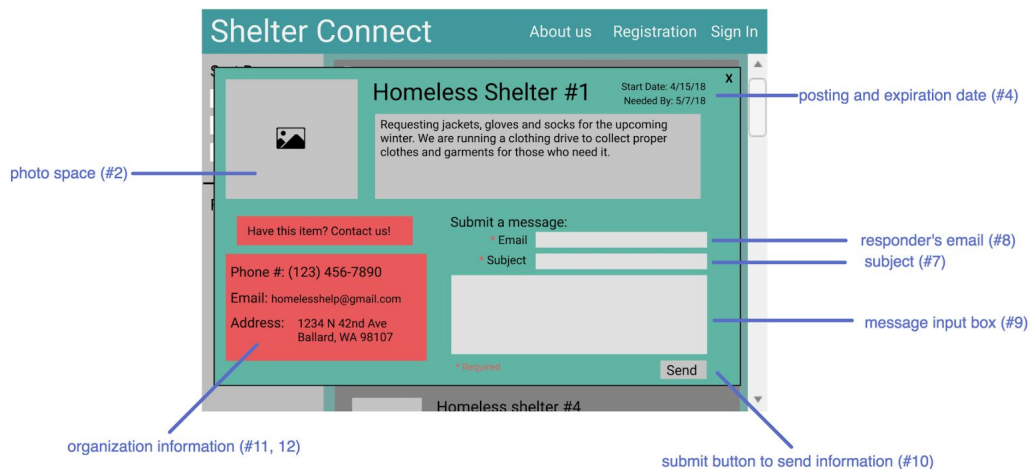 Shelter Connect
About us Registration Sign In
Homeless Shelter #1
Start Date: 4/15/18
Needed By: 5/7/18
X
Requesting jackets, gloves and socks for the upcoming
winter. We are running a clothing drive to collect proper
clothes and garments for those who need it.
Have this item? Contact us!
Phone #: (123) 456-7890
Email: homelesshelp@gmail.com
Address: 1234 N 42nd Ave
Ballard, WA 98107
Submit a message:
* Email
* Subject
* Required
Send
Homeless shelter #4
posting and expiration date (#4)
photo space (#2)
responder's email (#8)
subject (#7)
message input box (#9)
organization information (#11, 12)
submit button to send information (#10)